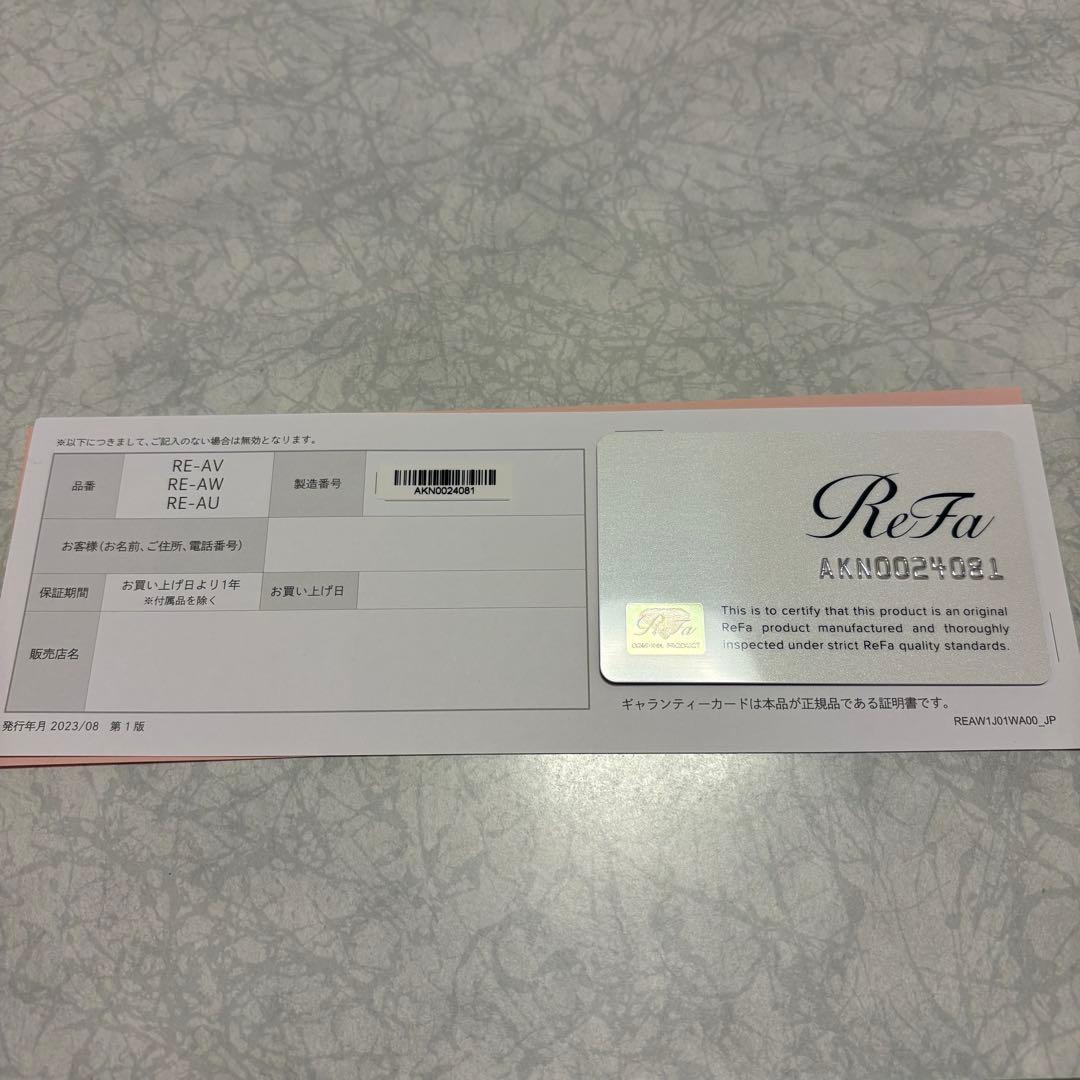 ※以下につきまして、ご記入のない場合は無効となります。
品番
RE-AV
RE-AW
RE-AU
製造番号
AKN0024081
お客様（お名前、ご住所、電話番号）
保証期間
お買い上げ日より1年
※付属品を除く
お買い上げ日
販売店名
発行年月 2023/08 第1版
ReFa
AKN0024081
ReFa
ORIGINAL PRODUCT
This is to certify that this product is an original
ReFa product manufactured and thoroughly
inspected under strict ReFa quality standards.
ギャランティーカードは本品が正規品である証明書です。
REAW1J01WA00_JP